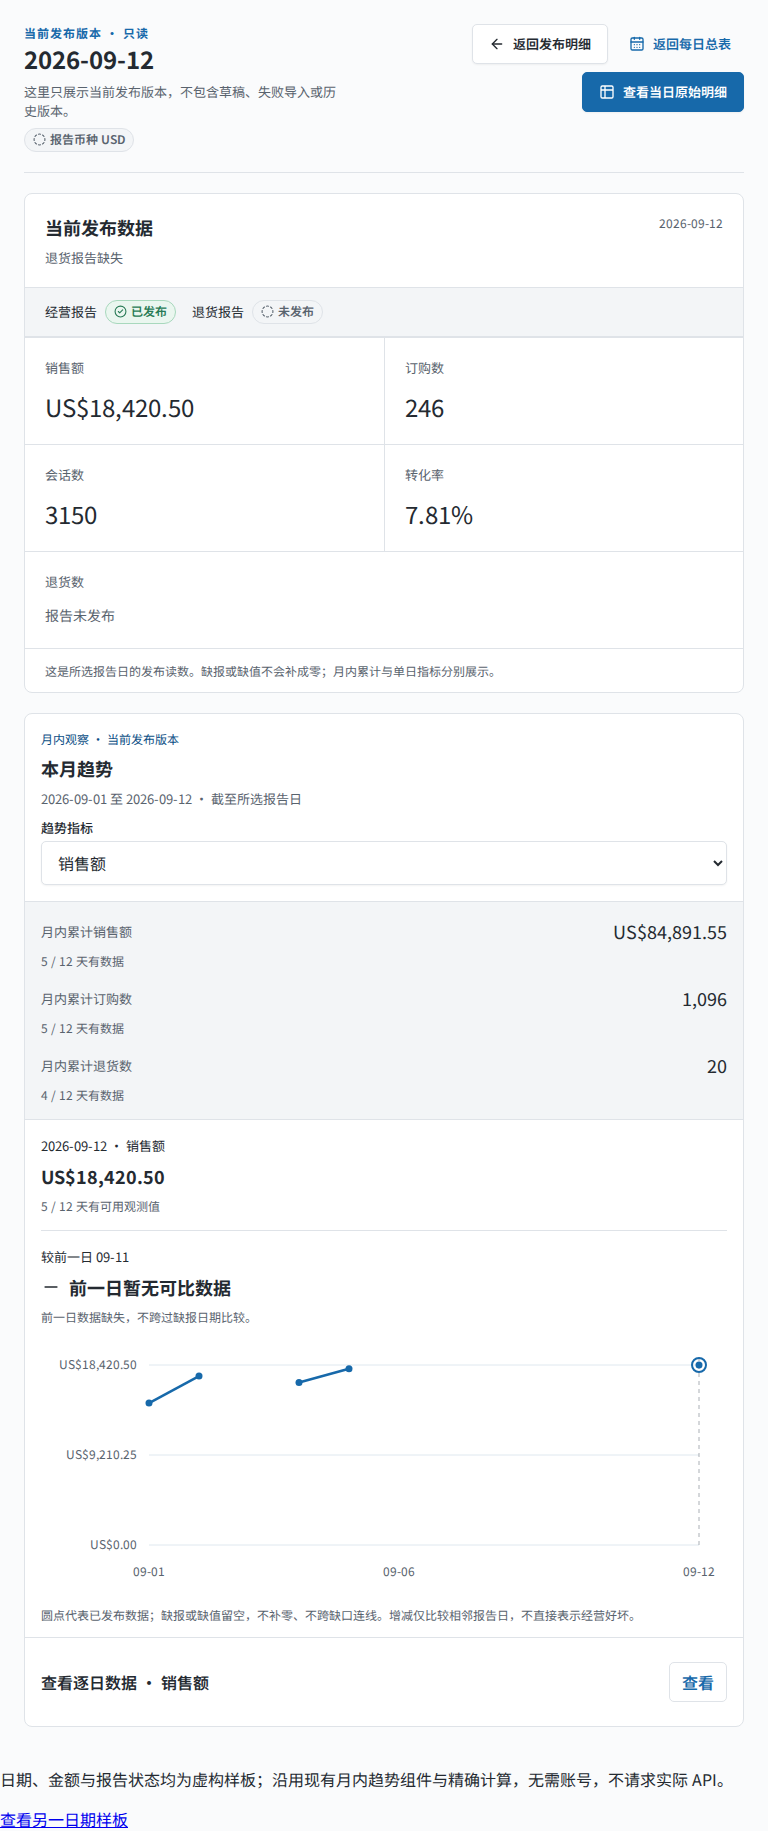 当前发布版本 • 只读
2026-09-12
这里只展示当前发布版本，不包含草稿、失败导入或历
史版本。
报告币种 USD
返回发布明细
返回每日总表
查看当日原始明细
当前发布数据
2026-09-12
退货报告缺失
经营报告 已发布 退货报告 未发布
销售额
US$18,420.50
订购数
246
会话数
3150
转化率
7.81%
退货数
报告未发布
这是所选报告日的发布读数。缺报或缺值不会补成零；月内累计与单日指标分别展示。
月内观察 • 当前发布版本
本月趋势
2026-09-01 至 2026-09-12 • 截至所选报告日
趋势指标
销售额
月内累计销售额
US$84,891.55
5 / 12 天有数据
月内累计订购数
1,096
5 / 12 天有数据
月内累计退货数
20
4 / 12 天有数据
2026-09-12 • 销售额
US$18,420.50
5 / 12 天有可用观测值
较前一日 09-11
前一日暂无可比数据
前一日数据缺失，不跨过缺报日期比较。
US$18,420.50
US$9,210.25
US$0.00
09-01 09-06 09-12
圆点代表已发布数据；缺报或缺值留空，不补零、不跨缺口连线。增减仅比较相邻报告日，不直接表示经营好坏。
查看逐日数据 • 销售额
查看
日期、金额与报告状态均为虚构样板；沿用现有月内趋势组件与精确计算，无需账号，不请求实际 API。
查看另一日期样板